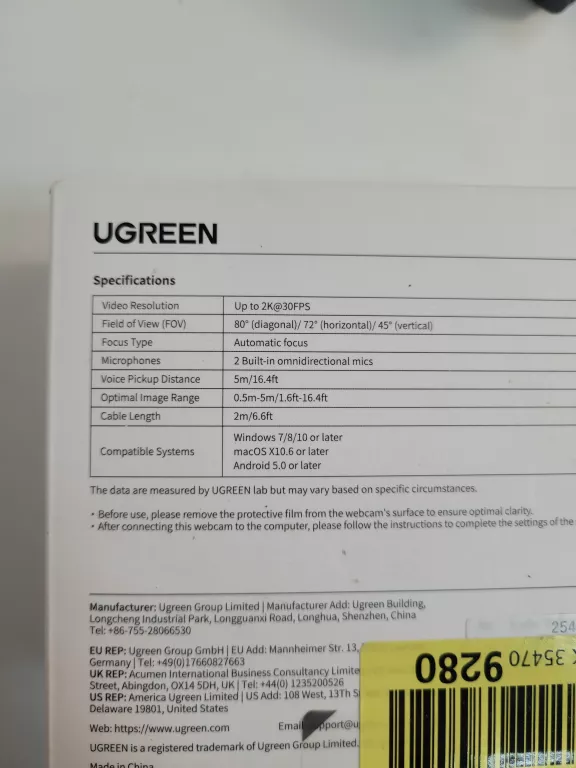 UGREEN
Specifications
Video Resolution Up to 2K@30FPS
Field of View (FOV) 80° (diagonal)/ 72° (horizontal)/ 45° (vertical)
Focus Type Automatic focus
Microphones 2 Built-in omnidirectional mics
Voice Pickup Distance 5m/16.4ft
Optimal Image Range 0.5m-5m/1.6ft-16.4ft
Cable Length 2m/6.6ft
Compatible Systems Windows 7/8/10 or later
macOS X10.6 or later
Android 5.0 or later
The data are measured by UGREEN lab but may vary based on specific circumstances.
· Before use, please remove the protective film from the webcam's surface to ensure optimal clarity.
· After connecting this webcam to the computer, please follow the instructions to complete the settings of the
Manufacturer: Ugreen Group Limited | Manufacturer Add: Ugreen Building,
Longcheng Industrial Park, Longguanxi Road, Longhua, Shenzhen, China
Tel: +86-755-28066530
EU REP: Ugreen Group GmbH | EU Add: Mannheimer Str. 13,
Germany | Tel: +49(0)17660827663
UK REP: Acumen International Business Consultancy Limite
Street, Abingdon, OX14 5DH, UK | Tel: +44(0) 1235200526
US REP: America Ugreen Limited | US Add: 108 West, 13Th S
Delaware 19801, United States
Web: https://www.ugreen.com Email pport@u
UGREEN is a registered trademark of Ugreen Group Limited.
Made in China
254
X 35470 9280